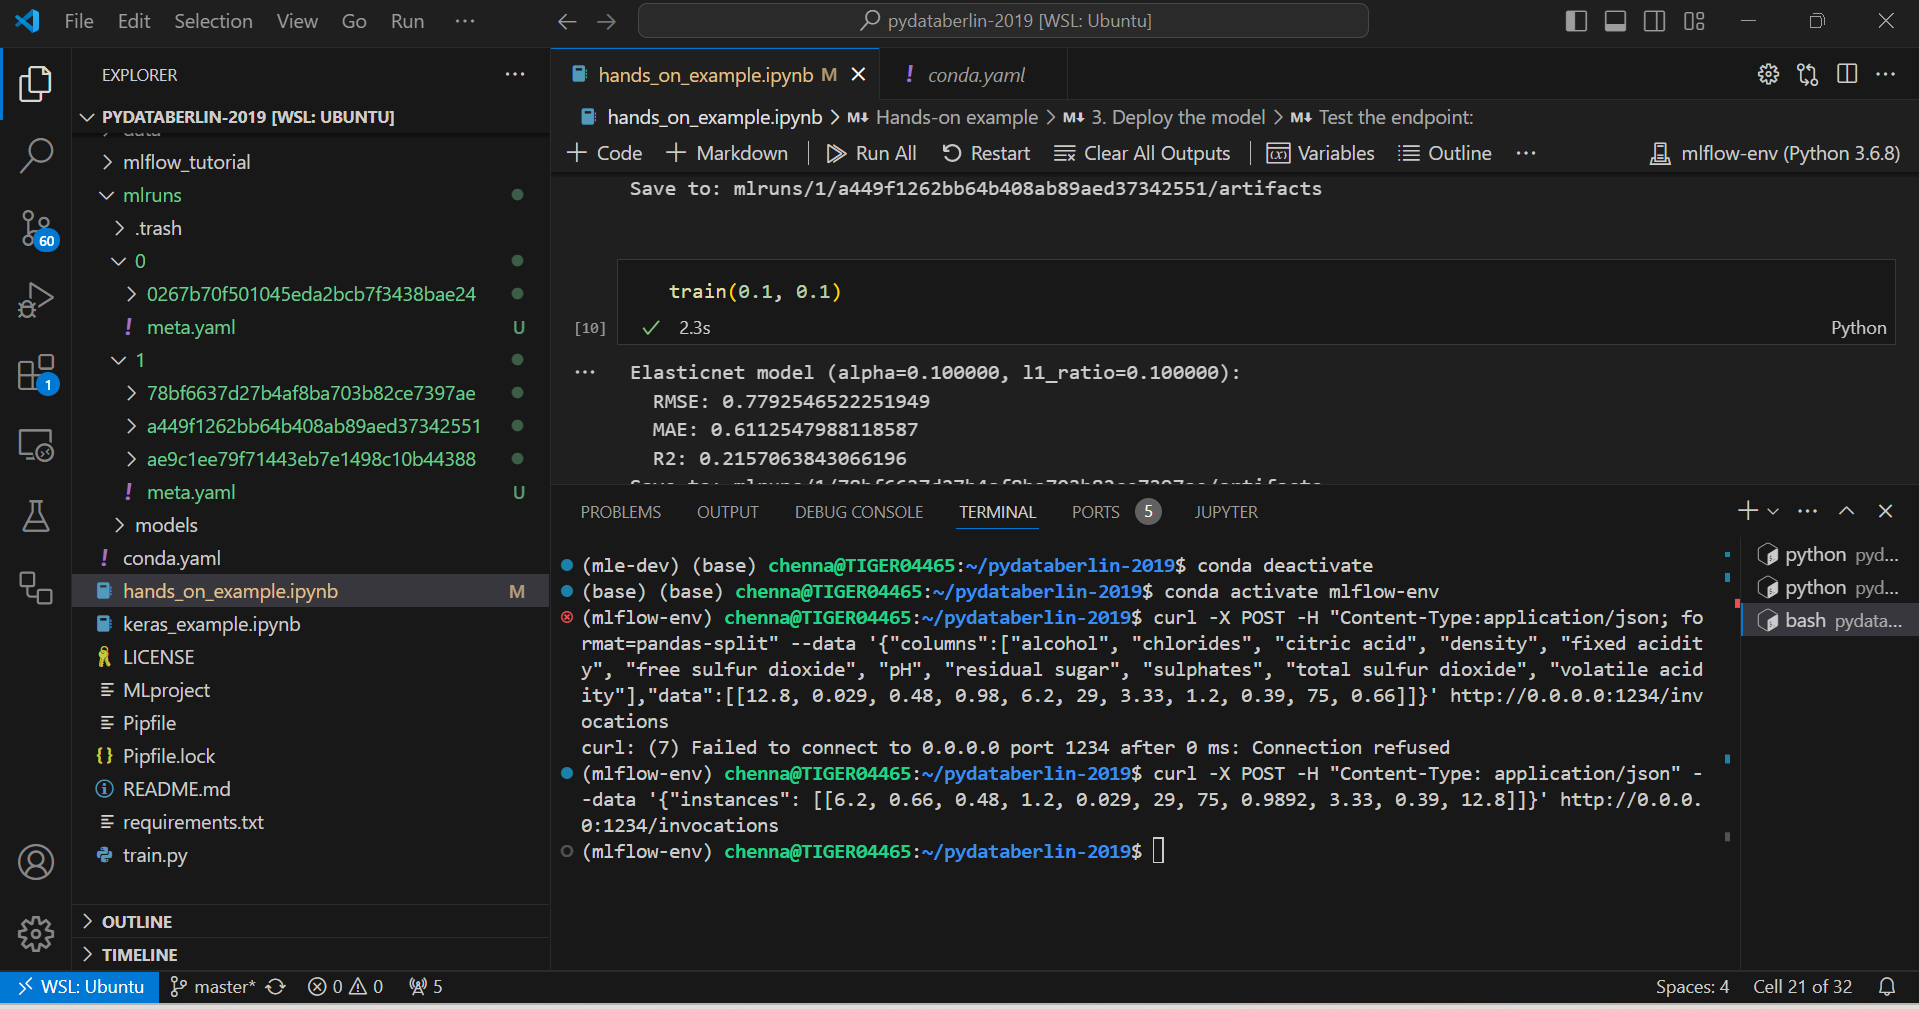 File Edit Selection View Go Run ···
pydataberlin-2019 [WSL: Ubuntu]
EXPLORER
PYDATABERLIN-2019 [WSL: UBUNTU]
data
mlflow_tutorial
mlruns
.trash
0
0267b70f501045eda2bcb7f3438bae24
! meta.yaml U
1
78bf6637d27b4af8ba703b82ce7397ae
a449f1262bb64b408ab89aed37342551
ae9c1ee79f71443eb7e1498c10b44388
! meta.yaml U
models
! conda.yaml
hands_on_example.ipynb M
keras_example.ipynb
LICENSE
MLproject
Pipfile
{} Pipfile.lock
README.md
requirements.txt
train.py
OUTLINE
TIMELINE
60
1
hands_on_example.ipynb M
! conda.yaml
hands_on_example.ipynb > M↓ Hands-on example > M↓ 3. Deploy the model > M↓ Test the endpoint:
+ Code + Markdown Run All Restart Clear All Outputs Variables Outline ··· mlflow-env (Python 3.6.8)
Save to: mlruns/1/a449f1262bb64b408ab89aed37342551/artifacts
train(0.1, 0.1)
[10] 2.3s Python
Elasticnet model (alpha=0.100000, l1_ratio=0.100000):
RMSE: 0.7792546522251949
MAE: 0.6112547988118587
R2: 0.2157063843066196
Save to: mlruns/1/78bf6637d27b4af8ba703b82ce7397ae/artifacts
PROBLEMS OUTPUT DEBUG CONSOLE TERMINAL PORTS 5 JUPYTER
(mle-dev) (base) chenna@TIGER04465:~/pydataberlin-2019$ conda deactivate
(base) (base) chenna@TIGER04465:~/pydataberlin-2019$ conda activate mlflow-env
(mlflow-env) chenna@TIGER04465:~/pydataberlin-2019$ curl -X POST -H "Content-Type:application/json; fo
rmat=pandas-split" --data '{"columns":["alcohol", "chlorides", "citric acid", "density", "fixed acidit
y", "free sulfur dioxide", "pH", "residual sugar", "sulphates", "total sulfur dioxide", "volatile acid
ity"],"data":[[12.8, 0.029, 0.48, 0.98, 6.2, 29, 3.33, 1.2, 0.39, 75, 0.66]]}' http://0.0.0.0:1234/inv
ocations
curl: (7) Failed to connect to 0.0.0.0 port 1234 after 0 ms: Connection refused
(mlflow-env) chenna@TIGER04465:~/pydataberlin-2019$ curl -X POST -H "Content-Type: application/json" -
-data '{"instances": [[6.2, 0.66, 0.48, 1.2, 0.029, 29, 75, 0.9892, 3.33, 0.39, 12.8]]}' http://0.0.0.
0:1234/invocations
(mlflow-env) chenna@TIGER04465:~/pydataberlin-2019$
python pyd...
python pyd...
bash pydata...
WSL: Ubuntu master* 0 0 5 Spaces: 4 Cell 21 of 32